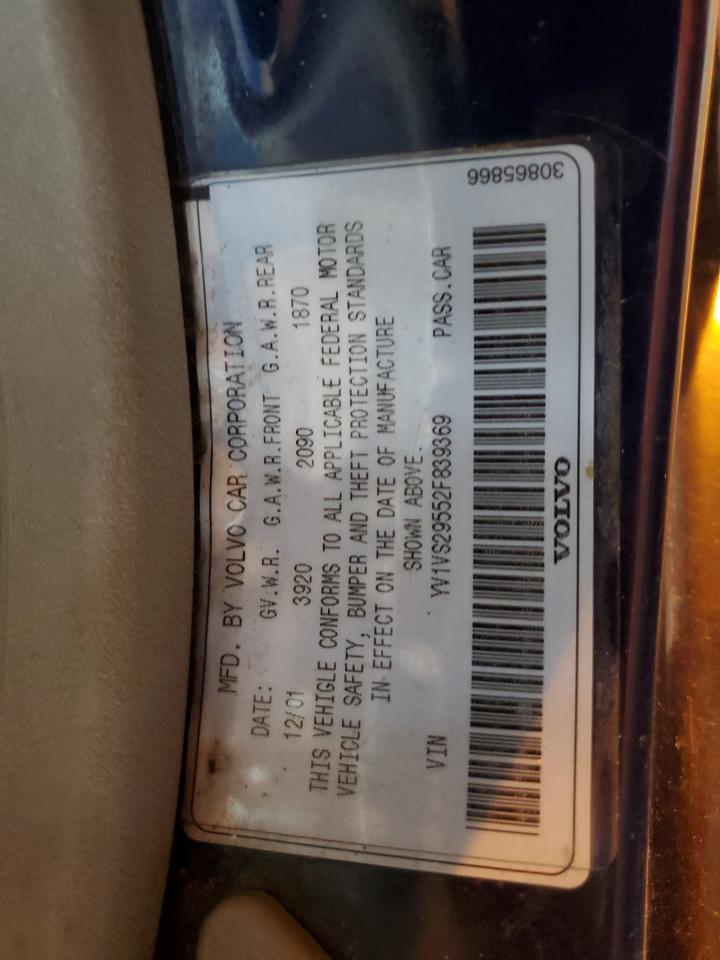 MFD. BY VOLVO CAR CORPORATION
DATE: GV.W.R. G.A.W.R.FRONT G.A.W.R.REAR
12/01 3920 2090 1870
THIS VEHIGLE CONFORMS TO ALL APPLICABLE FEDERAL MOTOR
VEHICLE SAFETY, BUMPER AND THEFT PROTECTION STANDARDS
IN EFFECT ON THE DATE OF MANUFACTURE
SHOWN ABOVE.
VIN YV1VS29552F839369 PASS.CAR
VOLVO
30865866